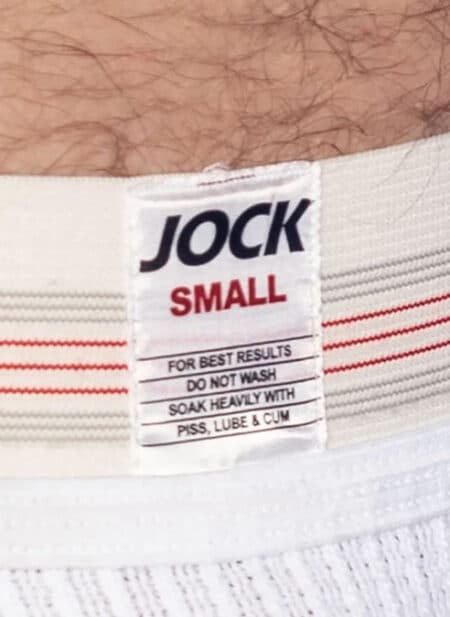 JOCK
SMALL
FOR BEST RESULTS
DO NOT WASH
SOAK HEAVILY WITH
PISS, LUBE & CUM